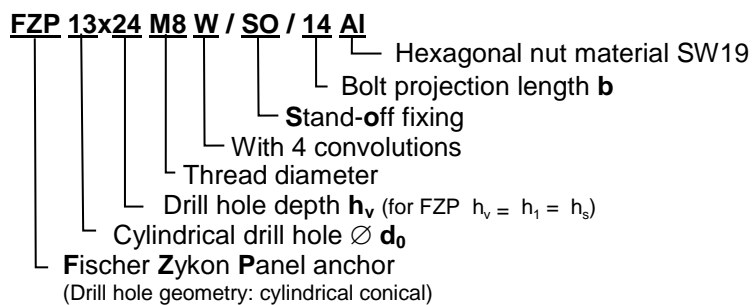 FZP 13x24 M8 W / SO / 14 Al
Hexagonal nut material SW19
Bolt projection length b
Stand-off fixing
With 4 convolutions
Thread diameter
Drill hole depth hv (for FZP hv = h1 = hs)
Cylindrical drill hole ∅ d0
Fischer Zykon Panel anchor
(Drill hole geometry: cylindrical conical)